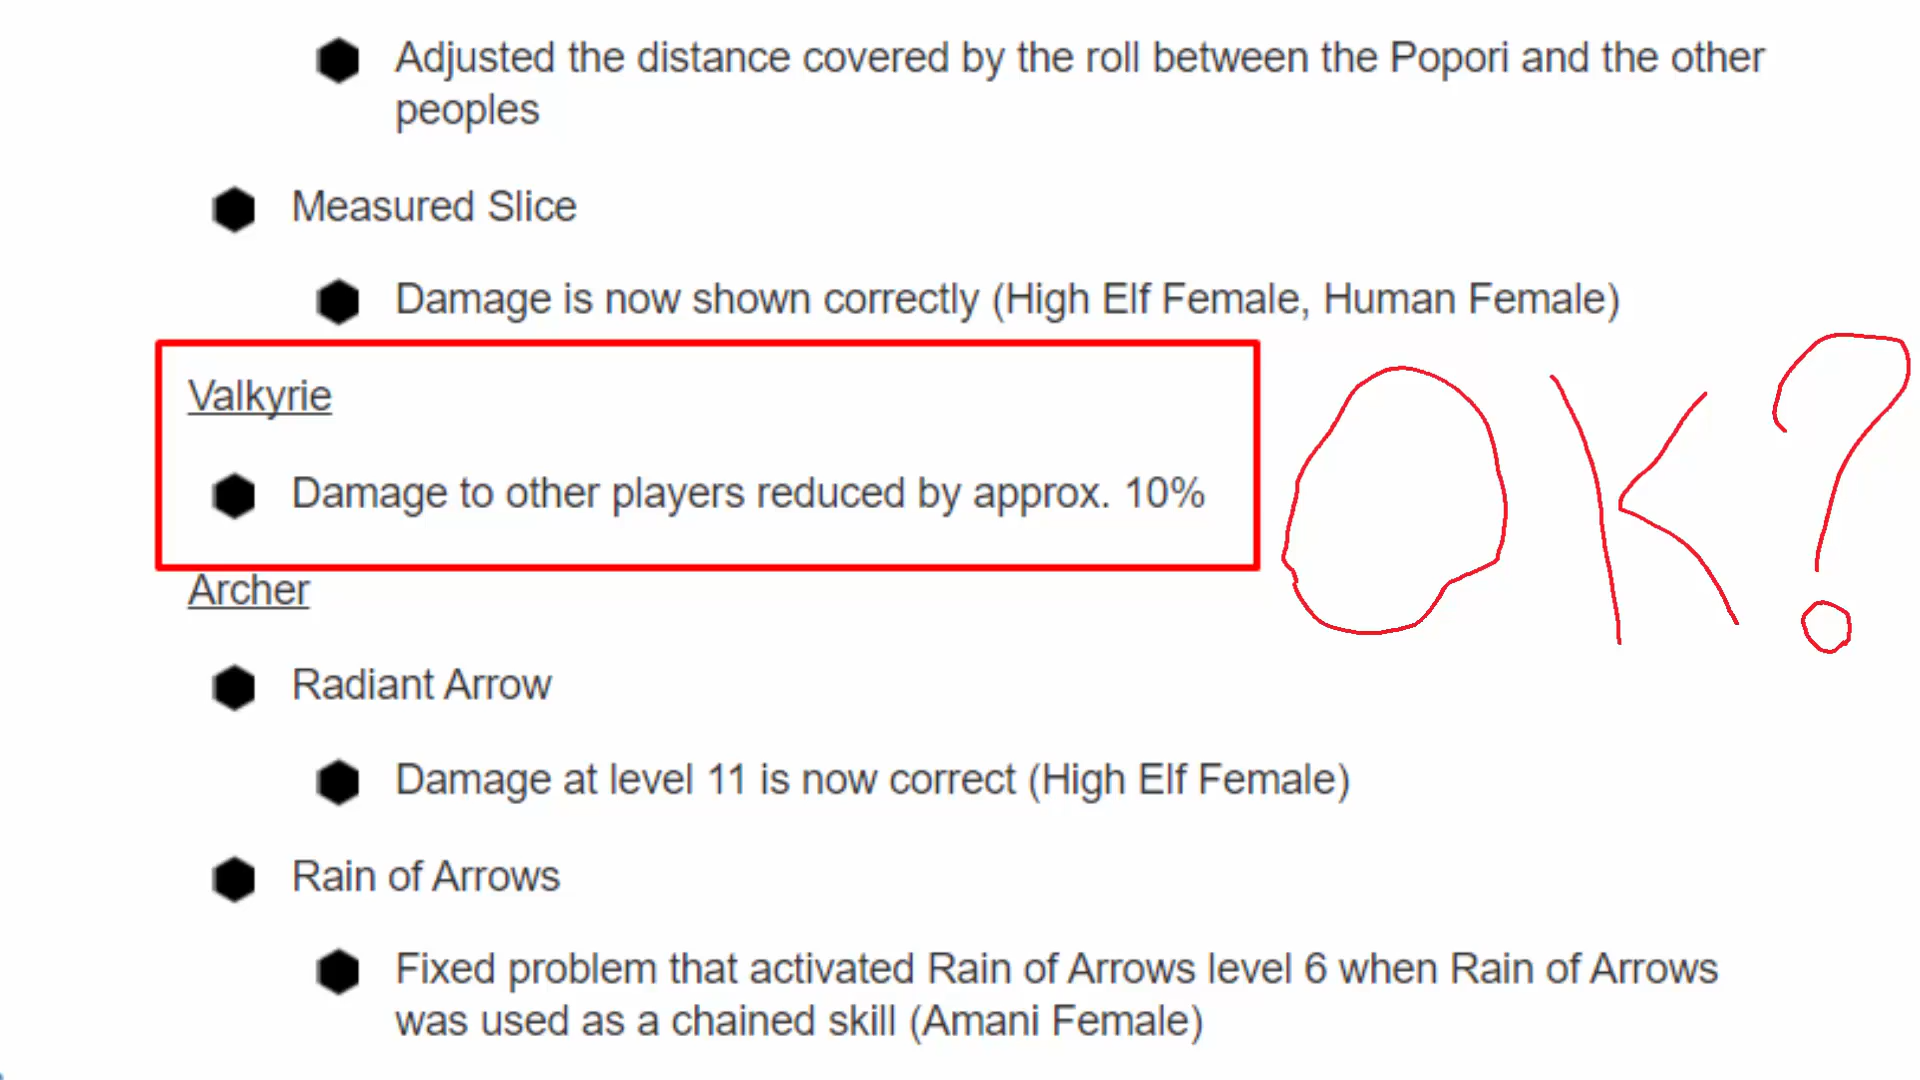 Adjusted the distance covered by the roll between the Popori and the other
peoples
Measured Slice
Damage is now shown correctly (High Elf Female, Human Female)
Valkyrie
Damage to other players reduced by approx. 10%
OK?
Archer
Radiant Arrow
Damage at level 11 is now correct (High Elf Female)
Rain of Arrows
Fixed problem that activated Rain of Arrows level 6 when Rain of Arrows
was used as a chained skill (Amani Female)